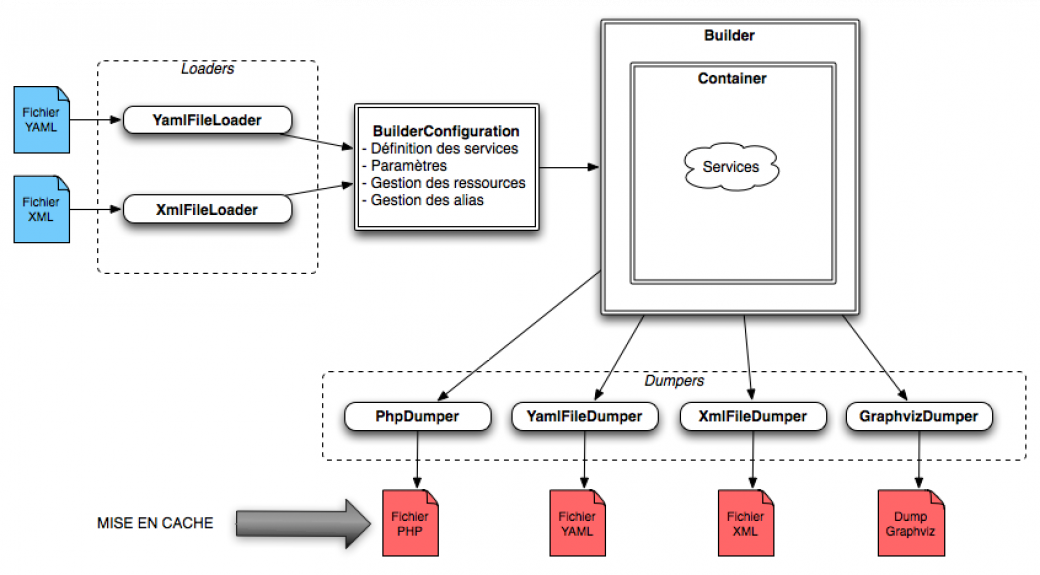 Loaders
Fichier
YAML
YamlFileLoader
Fichier
XML
XmlFileLoader
BuilderConfiguration
- Définition des services
- Paramètres
- Gestion des ressources
- Gestion des alias
Builder
Container
Services
Dumpers
PhpDumper
YamlFileDumper
XmlFileDumper
GraphvizDumper
MISE EN CACHE
Fichier
PHP
Fichier
YAML
Fichier
XML
Dump
Graphviz